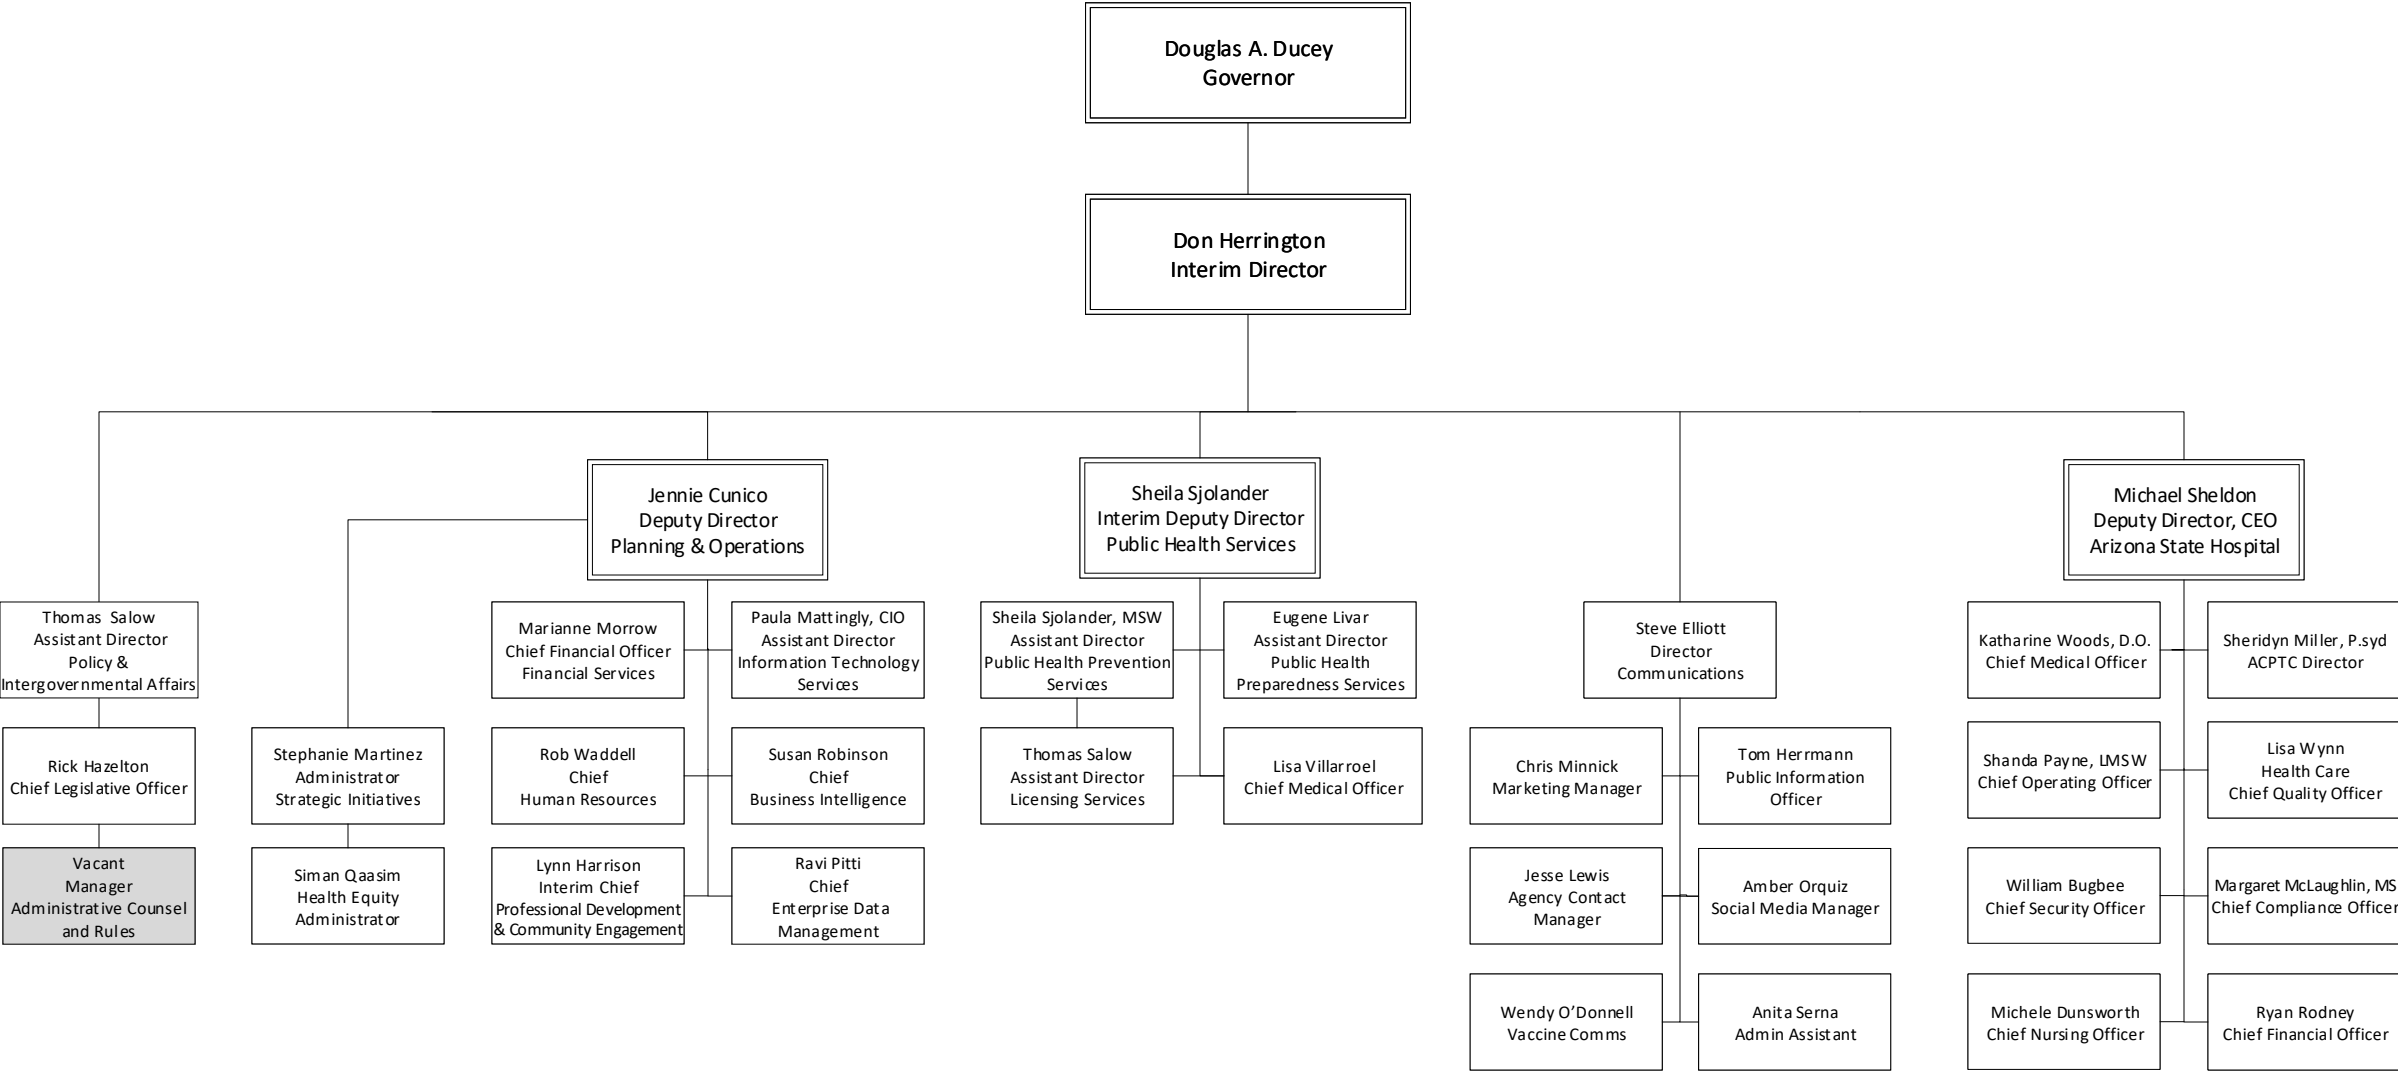 Douglas A. Ducey
Governor
Don Herrington
Interim Director
Jennie Cunico
Deputy Director
Planning & Operations
Sheila Sjolander
Interim Deputy Director
Public Health Services
Michael Sheldon
Deputy Director, CEO
Arizona State Hospital
Thomas Salow
Assistant Director
Policy &
Intergovernmental Affairs
Rick Hazelton
Chief Legislative Officer
Vacant
Manager
Administrative Counsel
and Rules
Stephanie Martinez
Administrator
Strategic Initiatives
Siman Qaasim
Health Equity
Administrator
Marianne Morrow
Chief Financial Officer
Financial Services
Paula Mattingly, CIO
Assistant Director
Information Technology
Services
Rob Waddell
Chief
Human Resources
Susan Robinson
Chief
Business Intelligence
Lynn Harrison
Interim Chief
Professional Development
& Community Engagement
Ravi Pitti
Chief
Enterprise Data
Management
Sheila Sjolander, MSW
Assistant Director
Public Health Prevention
Services
Eugene Livar
Assistant Director
Public Health
Preparedness Services
Thomas Salow
Assistant Director
Licensing Services
Lisa Villarroel
Chief Medical Officer
Steve Elliott
Director
Communications
Chris Minnick
Marketing Manager
Tom Herrmann
Public Information
Officer
Jesse Lewis
Agency Contact
Manager
Amber Orquiz
Social Media Manager
Wendy O’Donnell
Vaccine Comms
Anita Serna
Admin Assistant
Katharine Woods, D.O.
Chief Medical Officer
Sheridyn Miller, P.syd
ACPTC Director
Shanda Payne, LMSW
Chief Operating Officer
Lisa Wynn
Health Care
Chief Quality Officer
William Bugbee
Chief Security Officer
Margaret McLaughlin, MS
Chief Compliance Officer
Michele Dunsworth
Chief Nursing Officer
Ryan Rodney
Chief Financial Officer